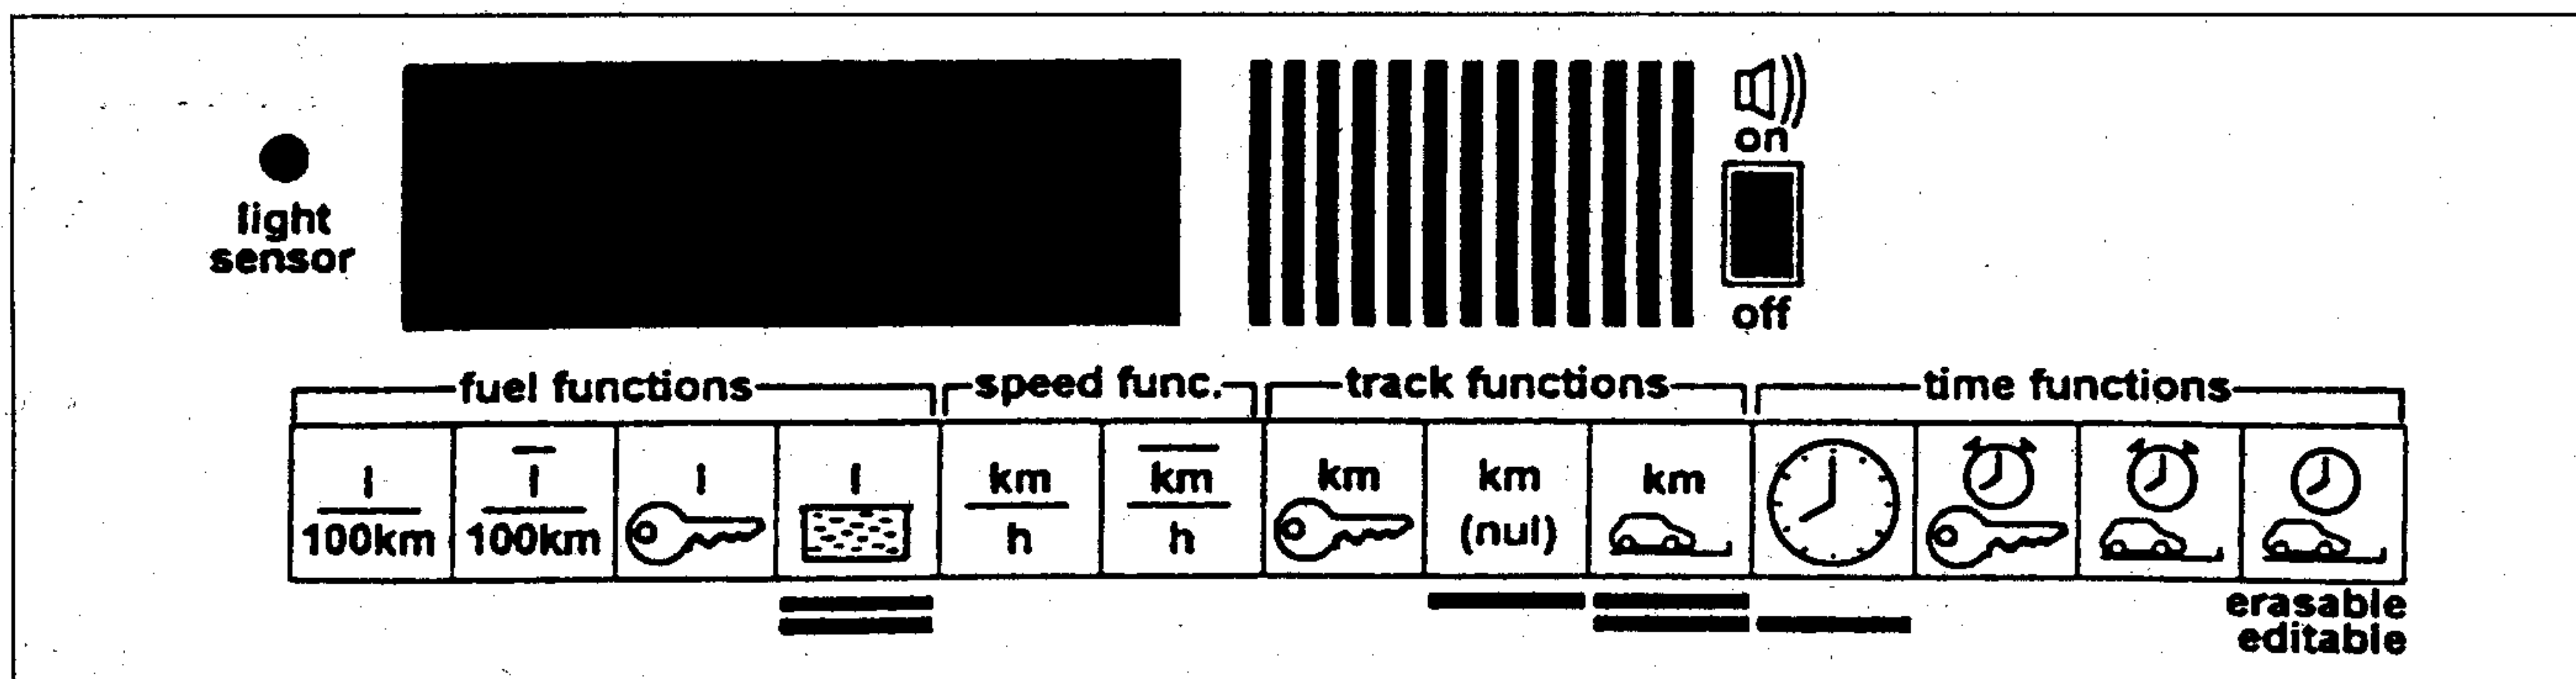 on
light
sensor
off
fuel functions
speed func.
track functions
time functions
l
100km
l
100km
l
l
km
h
km
h
km
km
(nul)
km
erasable
editable